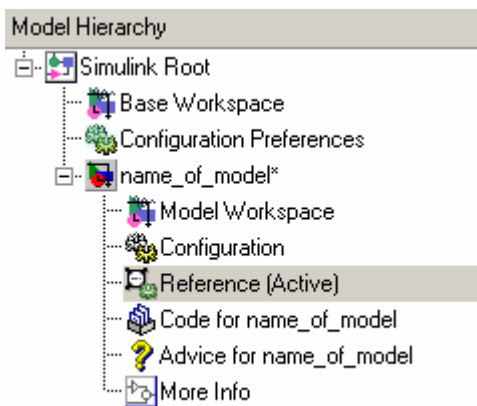 Model Hierarchy
Simulink Root
Base Workspace
Configuration Preferences
name_of_model*
Model Workspace
Configuration
Reference (Active)
Code for name_of_model
Advice for name_of_model
More Info